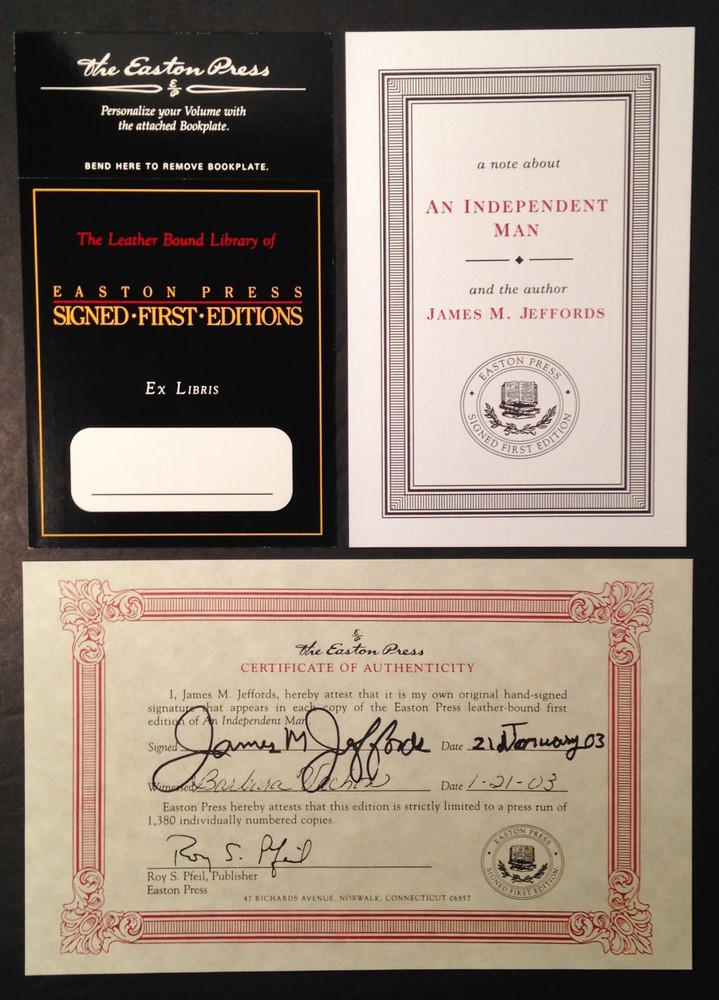 the Easton Press
Personalize your Volume with
the attached Bookplate.
BEND HERE TO REMOVE BOOKPLATE.
The Leather Bound Library of
EASTON PRESS
SIGNED·FIRST·EDITIONS
Ex Libris
a note about
AN INDEPENDENT
MAN
and the author
JAMES M. JEFFORDS
EASTON PRESS
SIGNED FIRST EDITION
the Easton Press
CERTIFICATE OF AUTHENTICITY
I, James M. Jeffords, hereby attest that it is my own original hand-signed
signature that appears in each copy of the Easton Press leather-bound first
edition of An Independent Man.
Signed James M Jeffords Date 21st January 03
Witnessed Barbara Date 1-21-03
Easton Press hereby attests that this edition is strictly limited to a press run of
1,380 individually numbered copies.
Roy S. Pfeil
Roy S. Pfeil, Publisher
Easton Press
EASTON PRESS
SIGNED FIRST EDITION
47 RICHARDS AVENUE, NORWALK, CONNECTICUT 06857